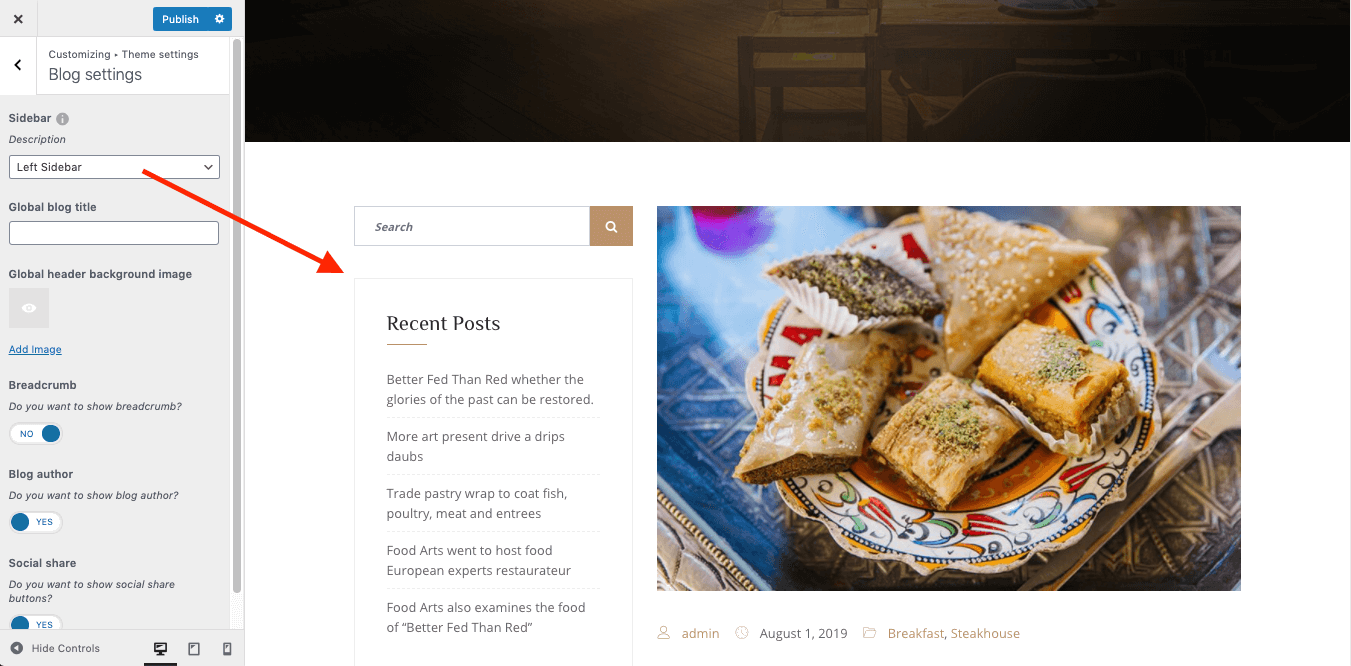 Publish
Customizing ▸ Theme settings
Blog settings
Sidebar
Description
Left Sidebar
Global blog title
Global header background image
Add Image
Breadcrumb
Do you want to show breadcrumb?
NO
Blog author
Do you want to show blog author?
YES
Social share
Do you want to show social share
buttons?
YES
Hide Controls
Search
Recent Posts
Better Fed Than Red whether the
glories of the past can be restored.
More art present drive a drips
daubs
Trade pastry wrap to coat fish,
poultry, meat and entrees
Food Arts went to host food
European experts restaurateur
Food Arts also examines the food
of “Better Fed Than Red”
admin August 1, 2019 Breakfast, Steakhouse